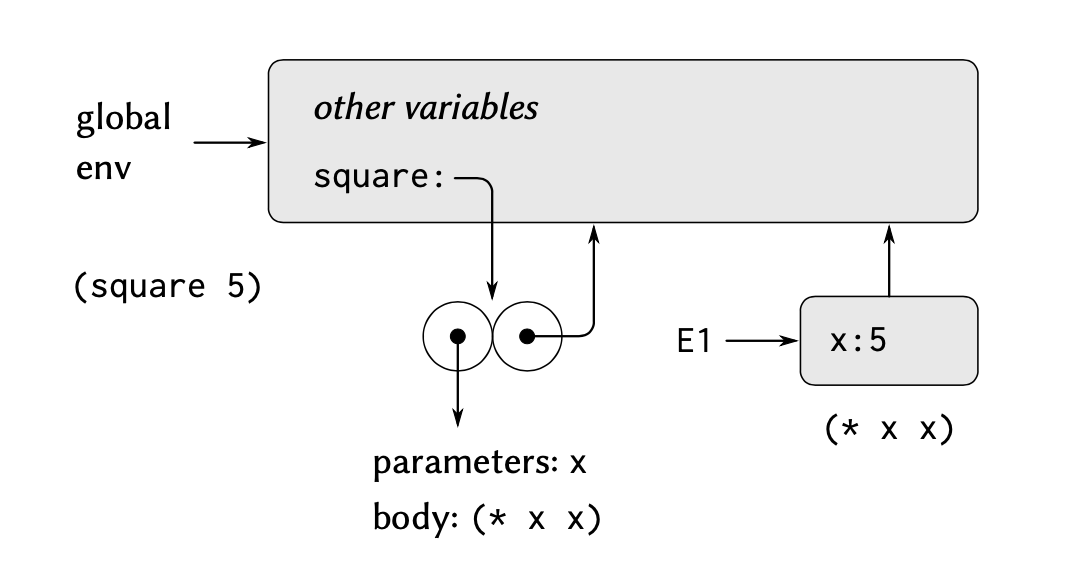 global
env
other variables
square:
(square 5)
E1
x:5
(* x x)
parameters: x
body: (* x x)